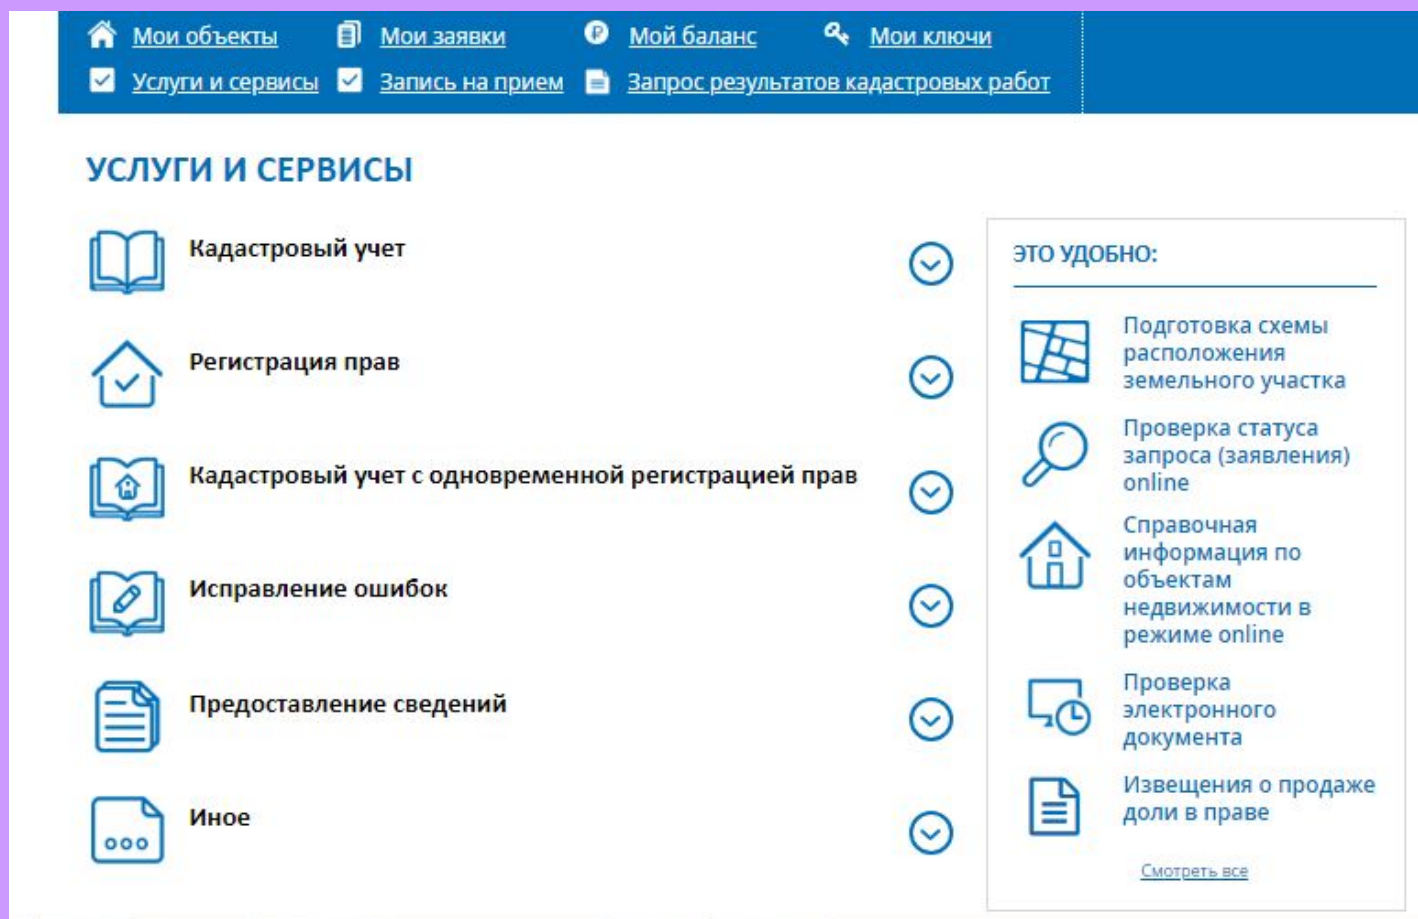 Мои объекты Мои заявки Мой баланс Мои ключи
Услуги и сервисы Запись на прием Запрос результатов кадастровых работ
УСЛУГИ И СЕРВИСЫ
Кадастровый учет
Регистрация прав
Кадастровый учет с одновременной регистрацией прав
Исправление ошибок
Предоставление сведений
Иное
ЭТО УДОБНО:
Подготовка схемы
расположения
земельного участка
Проверка статуса
запроса (заявления)
online
Справочная
информация по
объектам
недвижимости в
режиме online
Проверка
электронного
документа
Извещения о продаже
доли в праве
Смотреть все